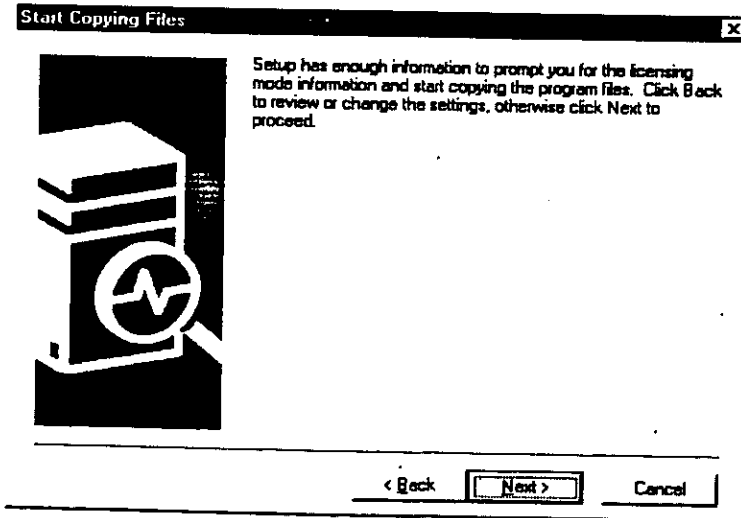 Start Copying Files
Setup has enough information to prompt you for the licensing
mode information and start copying the program files. Click Back
to review or change the settings, otherwise click Next to
proceed.
< Back Next > Cancel